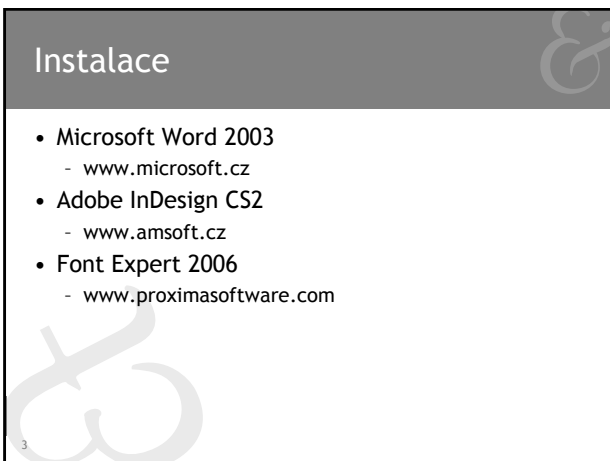 Instalace
• Microsoft Word 2003
– www.microsoft.cz
• Adobe InDesign CS2
– www.amsoft.cz
• Font Expert 2006
– www.proximasoftware.com
&
&
3